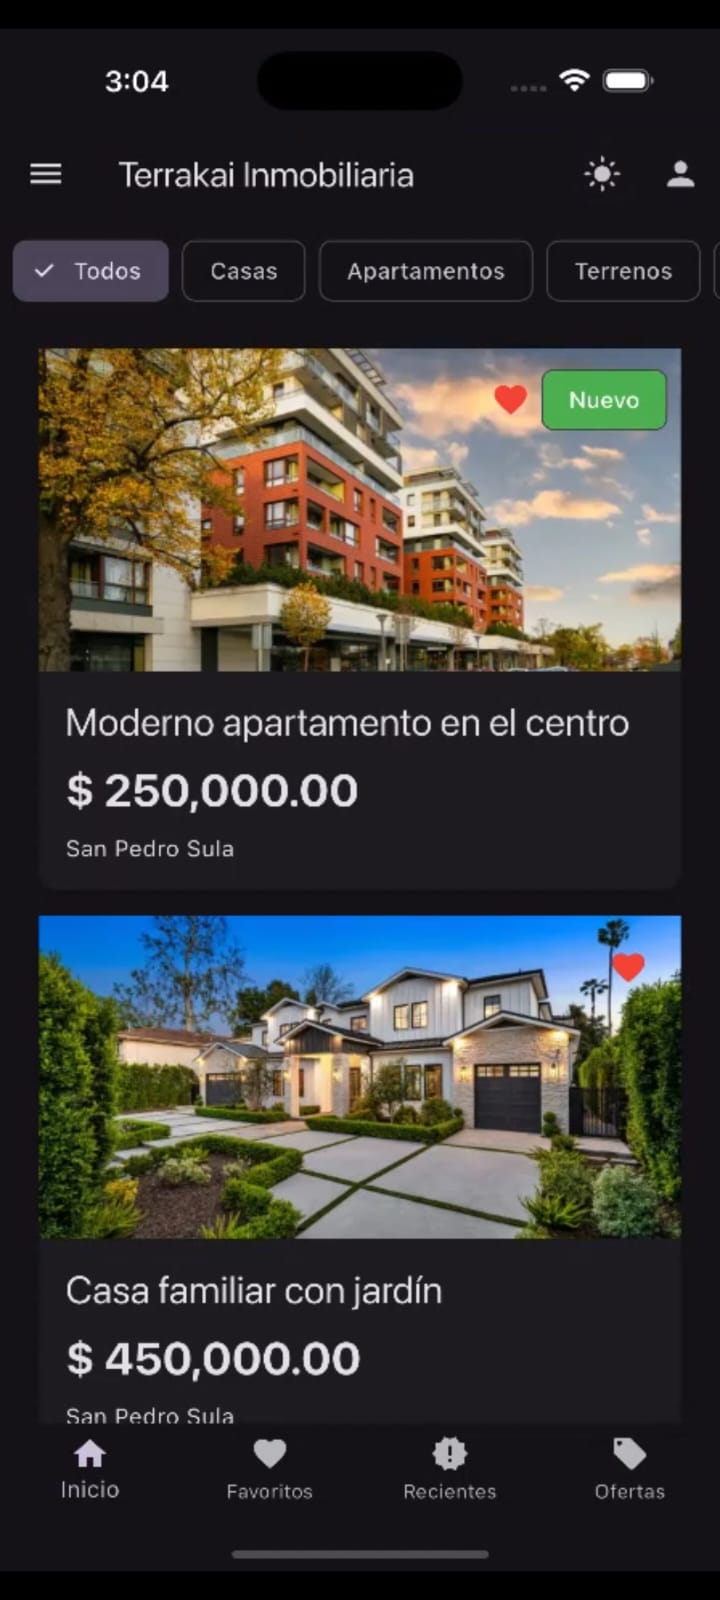 3:04
Terrakai Inmobiliaria
Todos
Casas
Apartamentos
Terrenos
Nuevo
Moderno apartamento en el centro
$ 250,000.00
San Pedro Sula
Casa familiar con jardín
$ 450,000.00
San Pedro Sula
Inicio
Favoritos
Recientes
Ofertas